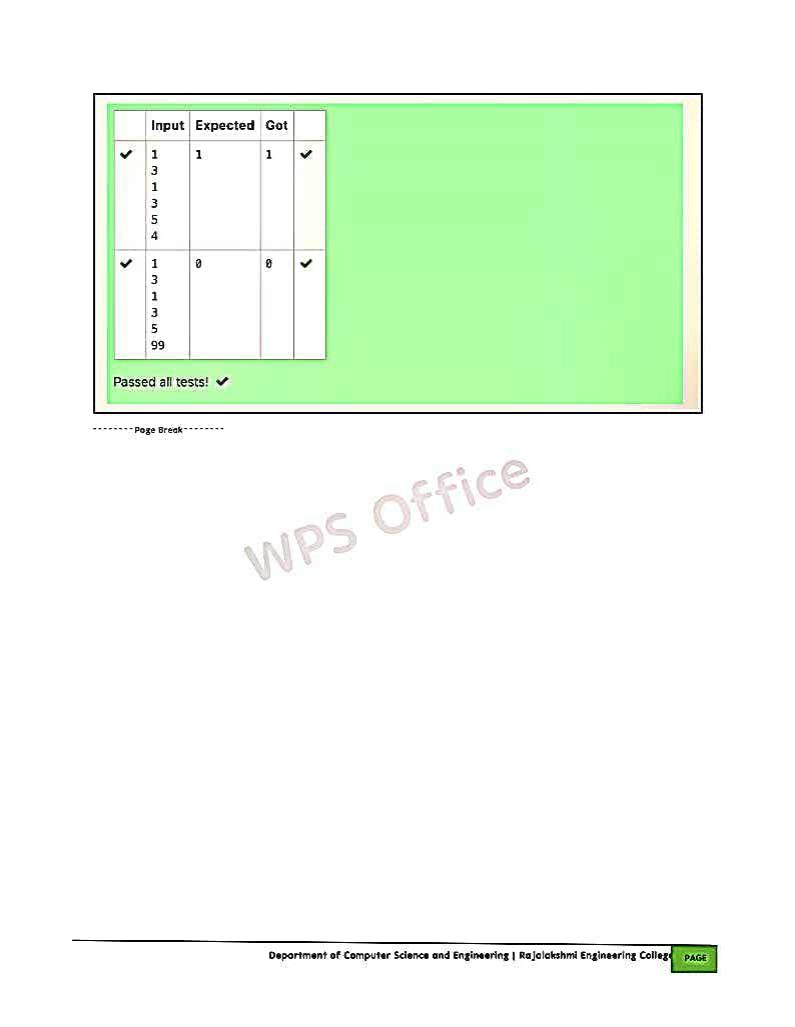 Input Expected Got
✔ 1 1 1 ✔
3
1
3
5
4
✔ 1 0 0 ✔
3
1
3
5
99
Passed all tests! ✔
--------Page Break--------
WPS Office
Department of Computer Science and Engineering | Rajalakshmi Engineering College
PAGE